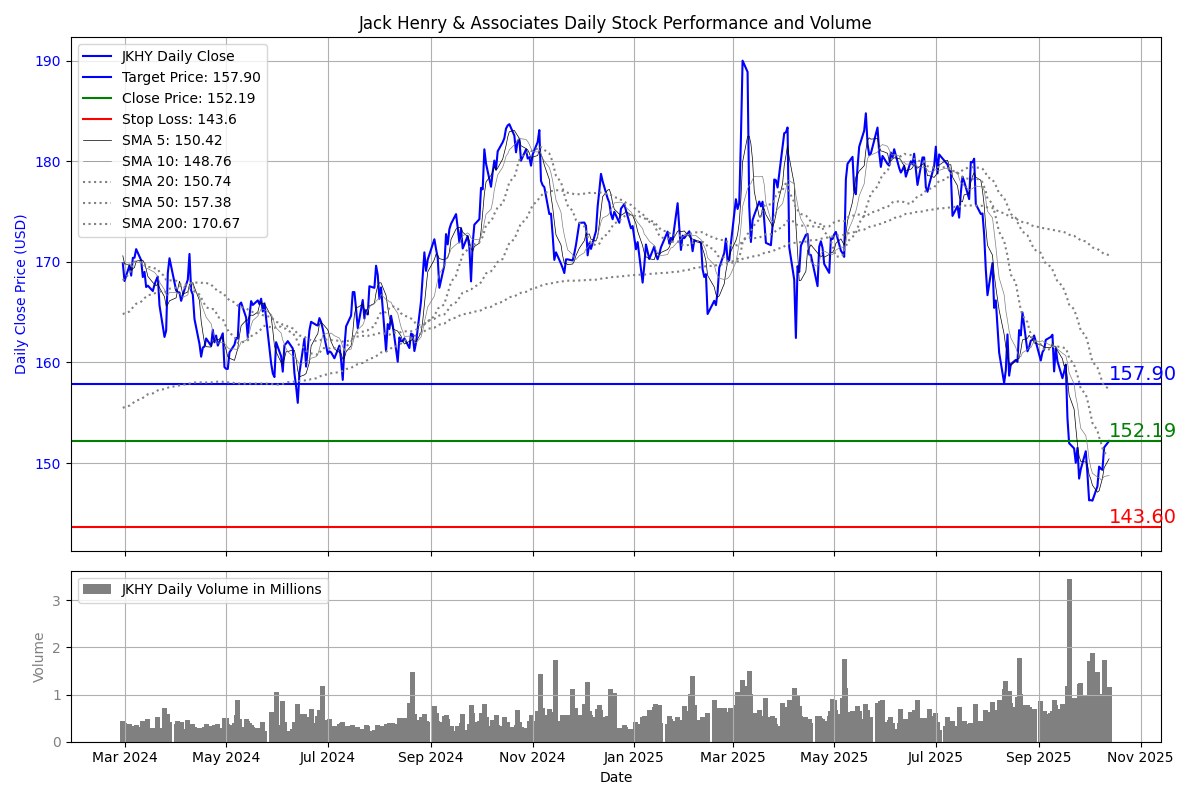 Jack Henry & Associates Daily Stock Performance and Volume
JKHY Daily Close
Target Price: 157.90
Close Price: 152.19
Stop Loss: 143.6
SMA 5: 150.42
SMA 10: 148.76
SMA 20: 150.74
SMA 50: 157.38
SMA 200: 170.67
190
180
170
160
150
Daily Close Price (USD)
157.90
152.19
143.60
JKHY Daily Volume in Millions
3
2
1
0
Volume
Mar 2024 May 2024 Jul 2024 Sep 2024 Nov 2024 Jan 2025 Mar 2025 May 2025 Jul 2025 Sep 2025 Nov 2025
Date